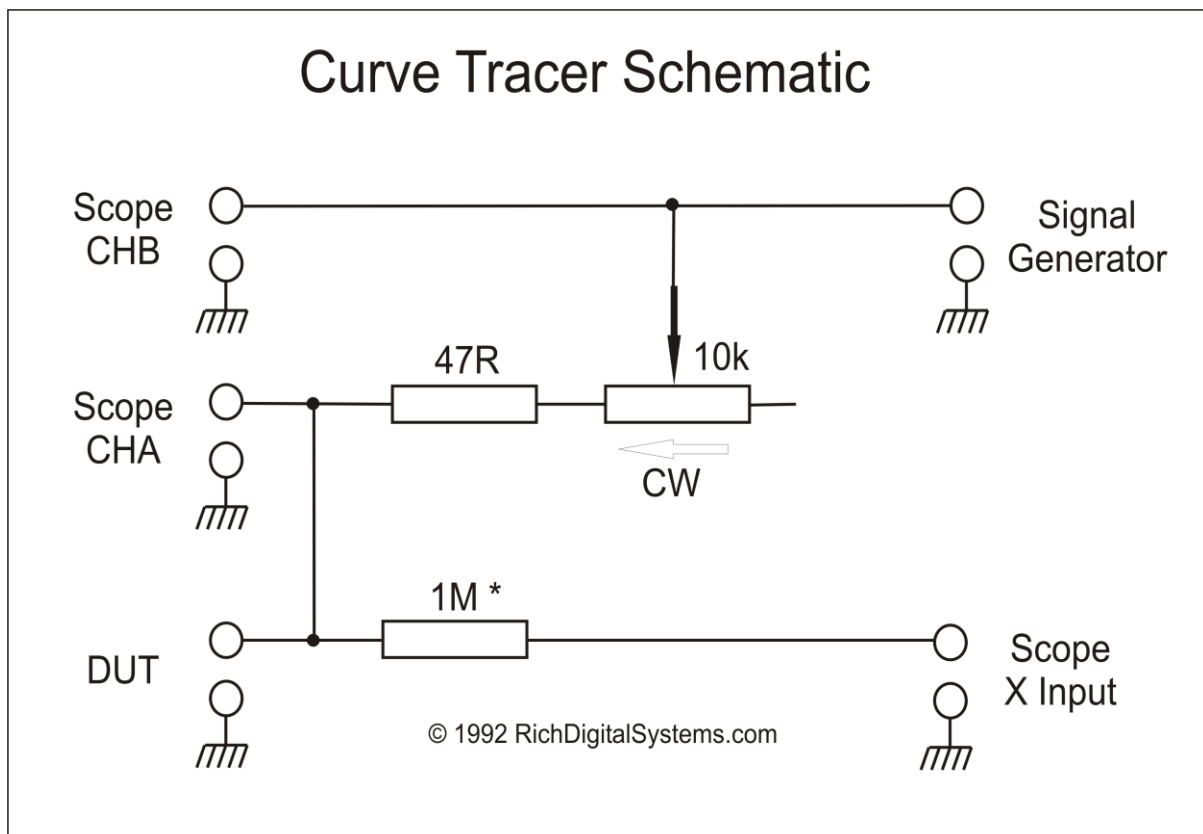 Curve Tracer Schematic
Scope
CHB
Signal
Generator
47R
10k
Scope
CHA
CW
1M *
DUT
Scope
X Input
© 1992 RichDigitalSystems.com